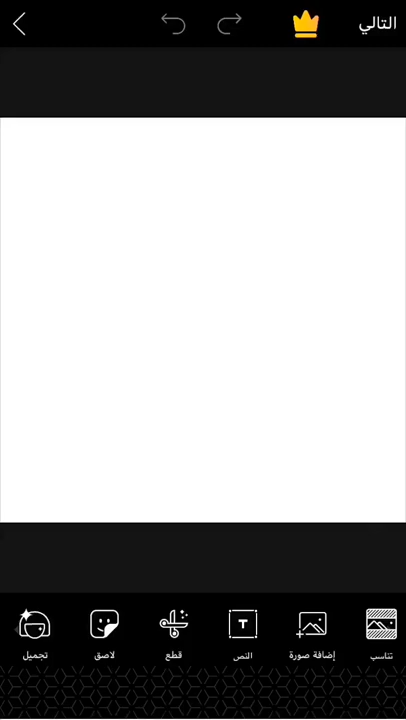 التالي
تناسب
إضافة صورة
النص
T
قطع
لاصق
تجميل